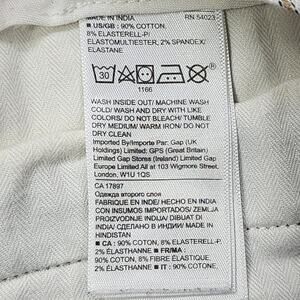 MADE IN INDIA RN 54023
■ US/GB : 90% COTTON,
8% ELASTERELL-P/
ELASTOMULTIESTER, 2% SPANDEX/
ELASTANE
30
1166
WASH INSIDE OUT/ MACHINE WASH
COLD/ WASH AND DRY WITH LIKE
COLORS/ DO NOT BLEACH/ TUMBLE
DRY MEDIUM/ WARM IRON/ DO NOT
DRY CLEAN
Imported by/Importe Par: Gap (UK
Holdings) Limited: GPS (Great Britain)
Limited Gap Stores (Ireland) Limited Gap
Europe Limited All at 103 Wigmore Street,
London. W1U 1QS
CA 17897
Одежда второго слоя
FABRIQUE EN INDE/ HECHO EN INDIA
CON INSUMOS IMPORTADOS/ ZEMLJA
PROIZVODNJE INDIJA/ DIBUAT DI
INDIA/ СДЕЛАНО В ИНДИИ/ MADE IN
HINDISTAN
■ CA : 90% COTON, 8% ELASTERELL-P,
2% ÉLASTHANNE ■ FR/MA :
90% COTON, 8% FIBRE ÉLASTIQUE,
2% ÉLASTHANNE ■ IT : 90% COTONE,